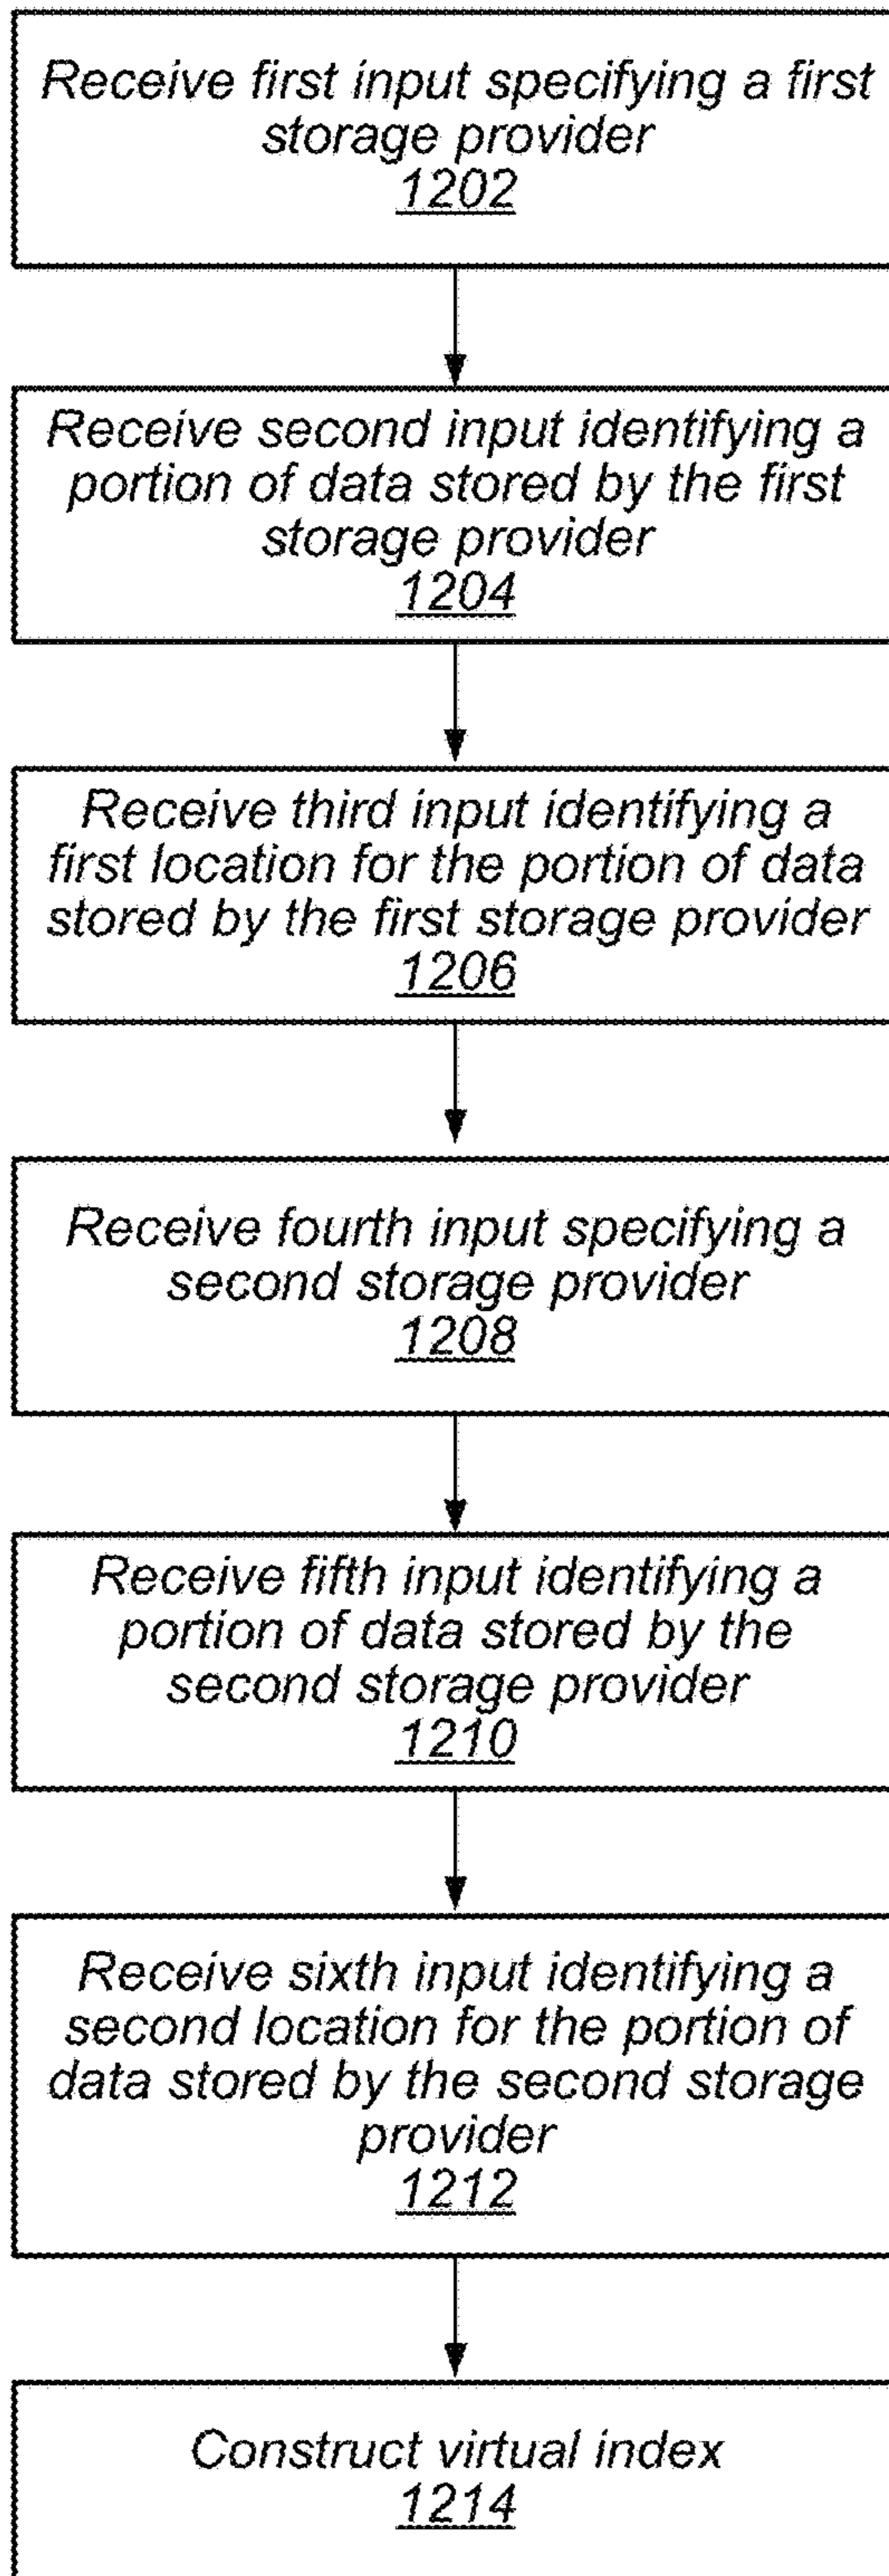 Receive first input specifying a first
storage provider
1202
Receive second input identifying a
portion of data stored by the first
storage provider
1204
Receive third input identifying a
first location for the portion of data
stored by the first storage provider
1206
Receive fourth input specifying a
second storage provider
1208
Receive fifth input identifying a
portion of data stored by the
second storage provider
1210
Receive sixth input identifying a
second location for the portion of
data stored by the second storage
provider
1212
Construct virtual index
1214